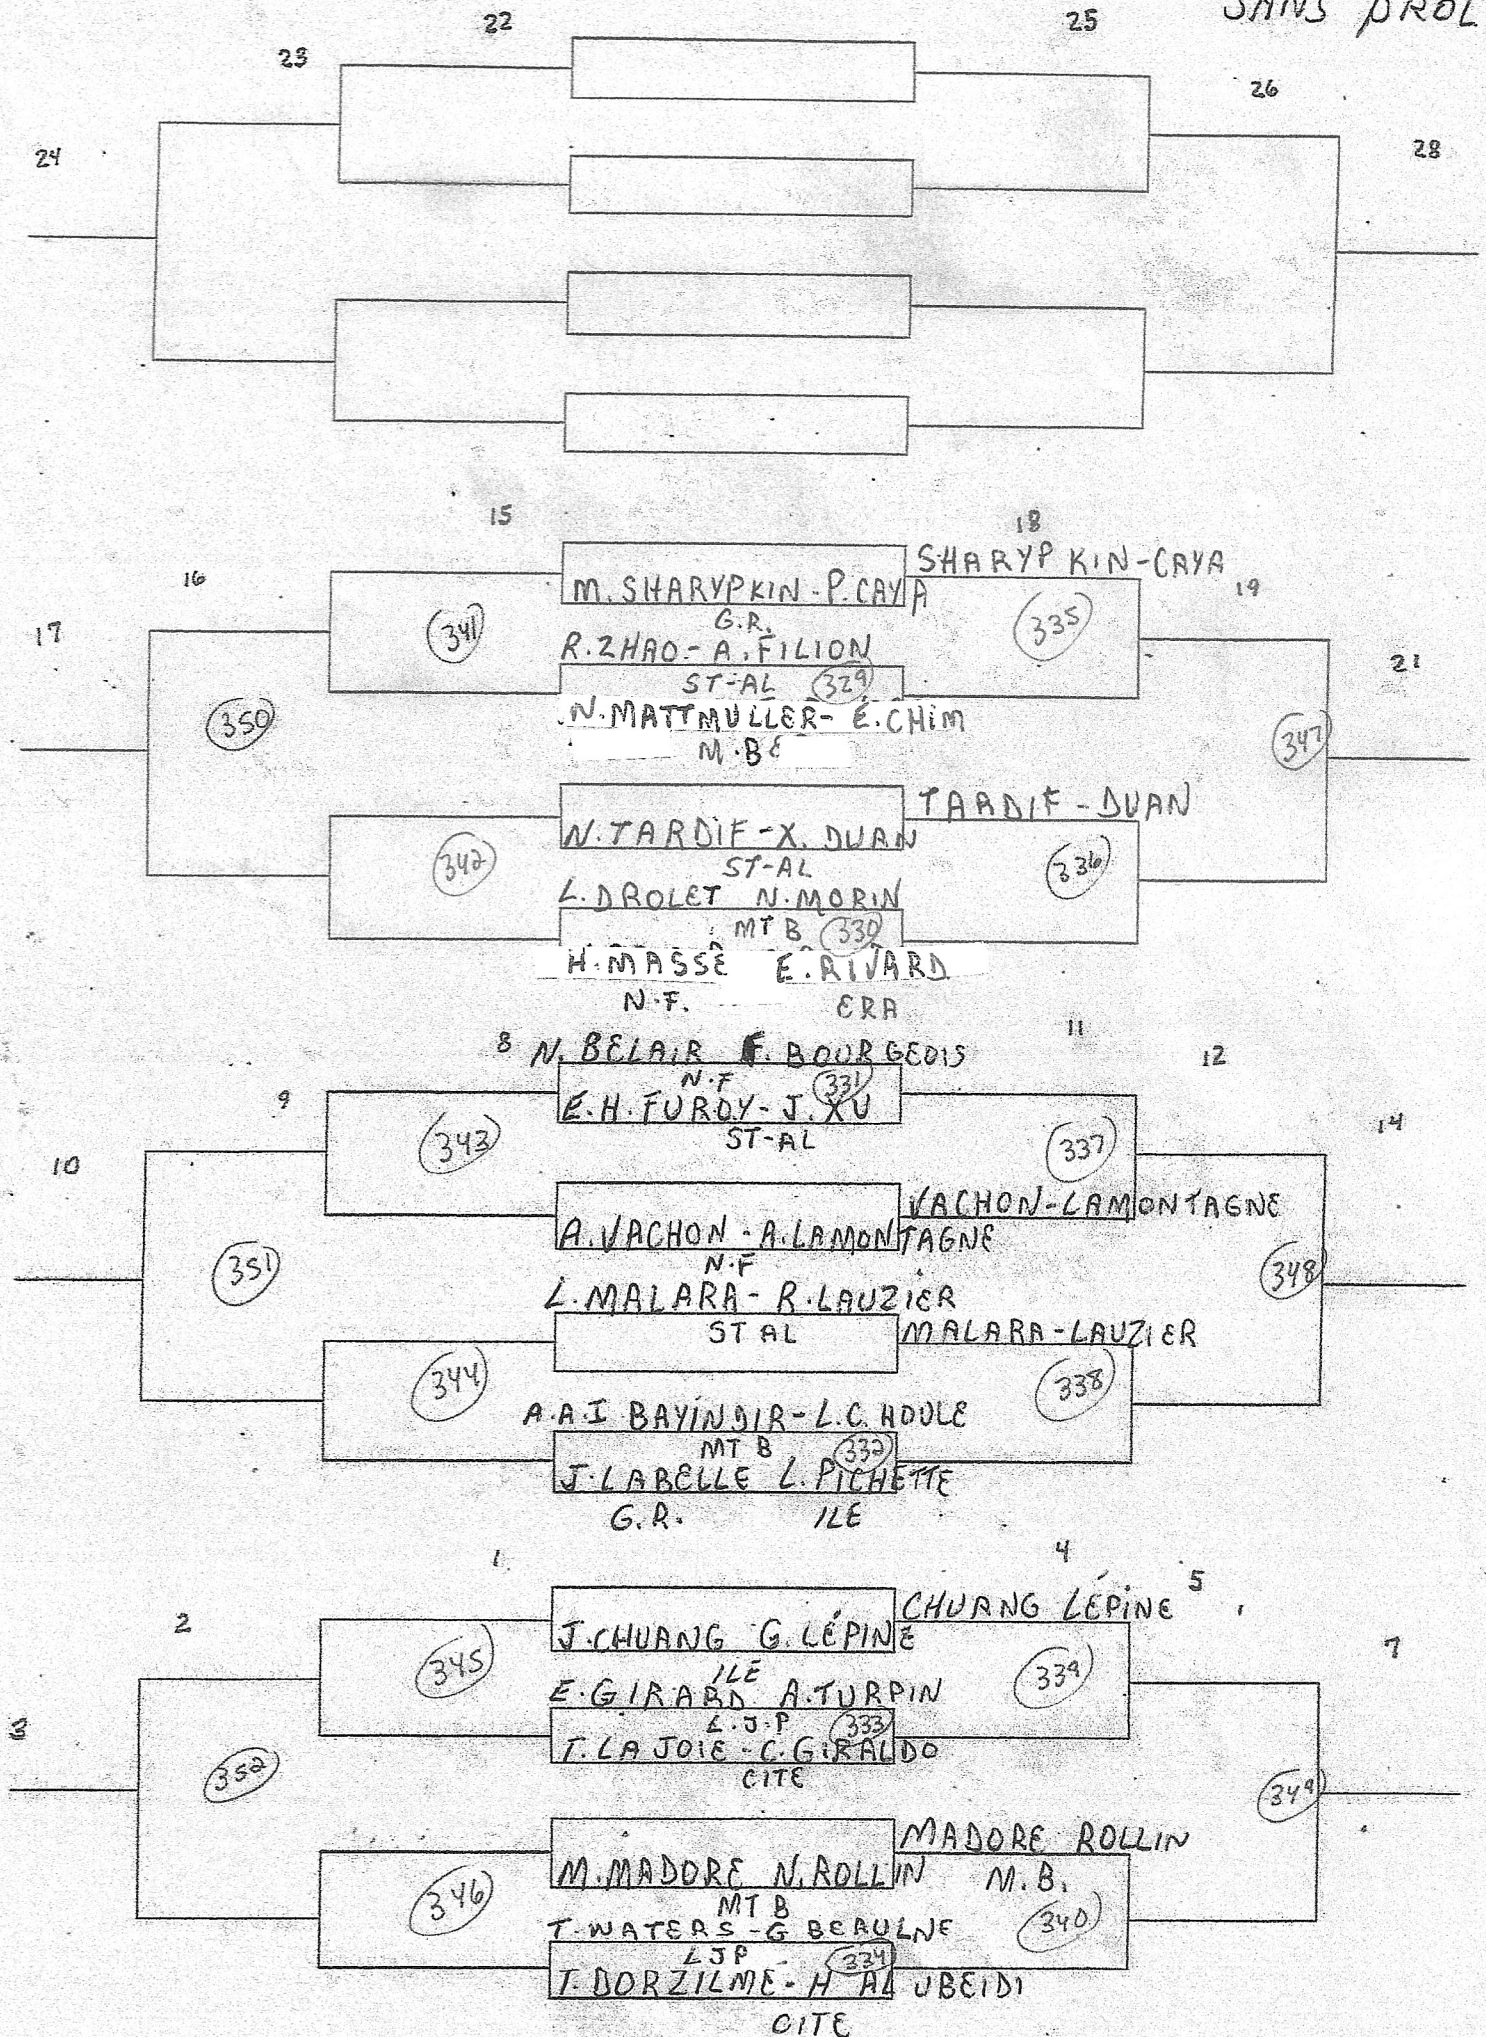 SANS PROL
22
25
23
26
24
28
15
18
SHARYPKIN-CAYA
16
M. SHARYPKIN - P. CAYA
19
G.R.
341
335
17
R. ZHAO - A. FILION
21
ST-AL 329
350
N. MATTMULLER - É. CHIM
347
M.BE
TARDIF - DUAN
N. TARDIF - X. DUAN
342
ST-AL
336
L. DROLET N. MORIN
MT B 330
H. MASSE E. RIVARD
N.F. ERA
8
N. BELAIR F. BOURGEOIS
11
12
N.F 331
9
E.H. FURDY - J. XU
14
343
ST-AL
337
10
VACHON-LAMONTAGNE
A. VACHON - A. LAMONTAGNE
N.F
351
348
L. MALARA - R. LAUZIER
ST AL
MALARA-LAUZIER
344
338
A.A.I BAYINDIR - L.C. HOULE
MT B 332
J. LABELLE L. PICHETTE
G.R. ILE
1
4
5
CHUANG LÉPINE
2
J. CHUANG G. LÉPINE
7
345
ILE
339
E. GIRARD A. TURPIN
3
L.J.P 333
T. LAJOIE - C. GIRALDO
352
CITE
349
MADORE ROLLIN
M. MADORE N. ROLLIN
M.B.
346
MT B
340
T. WATERS - G BEAULNE
LJP 334
T. DORZILME - H AL UBEIDI
CITE